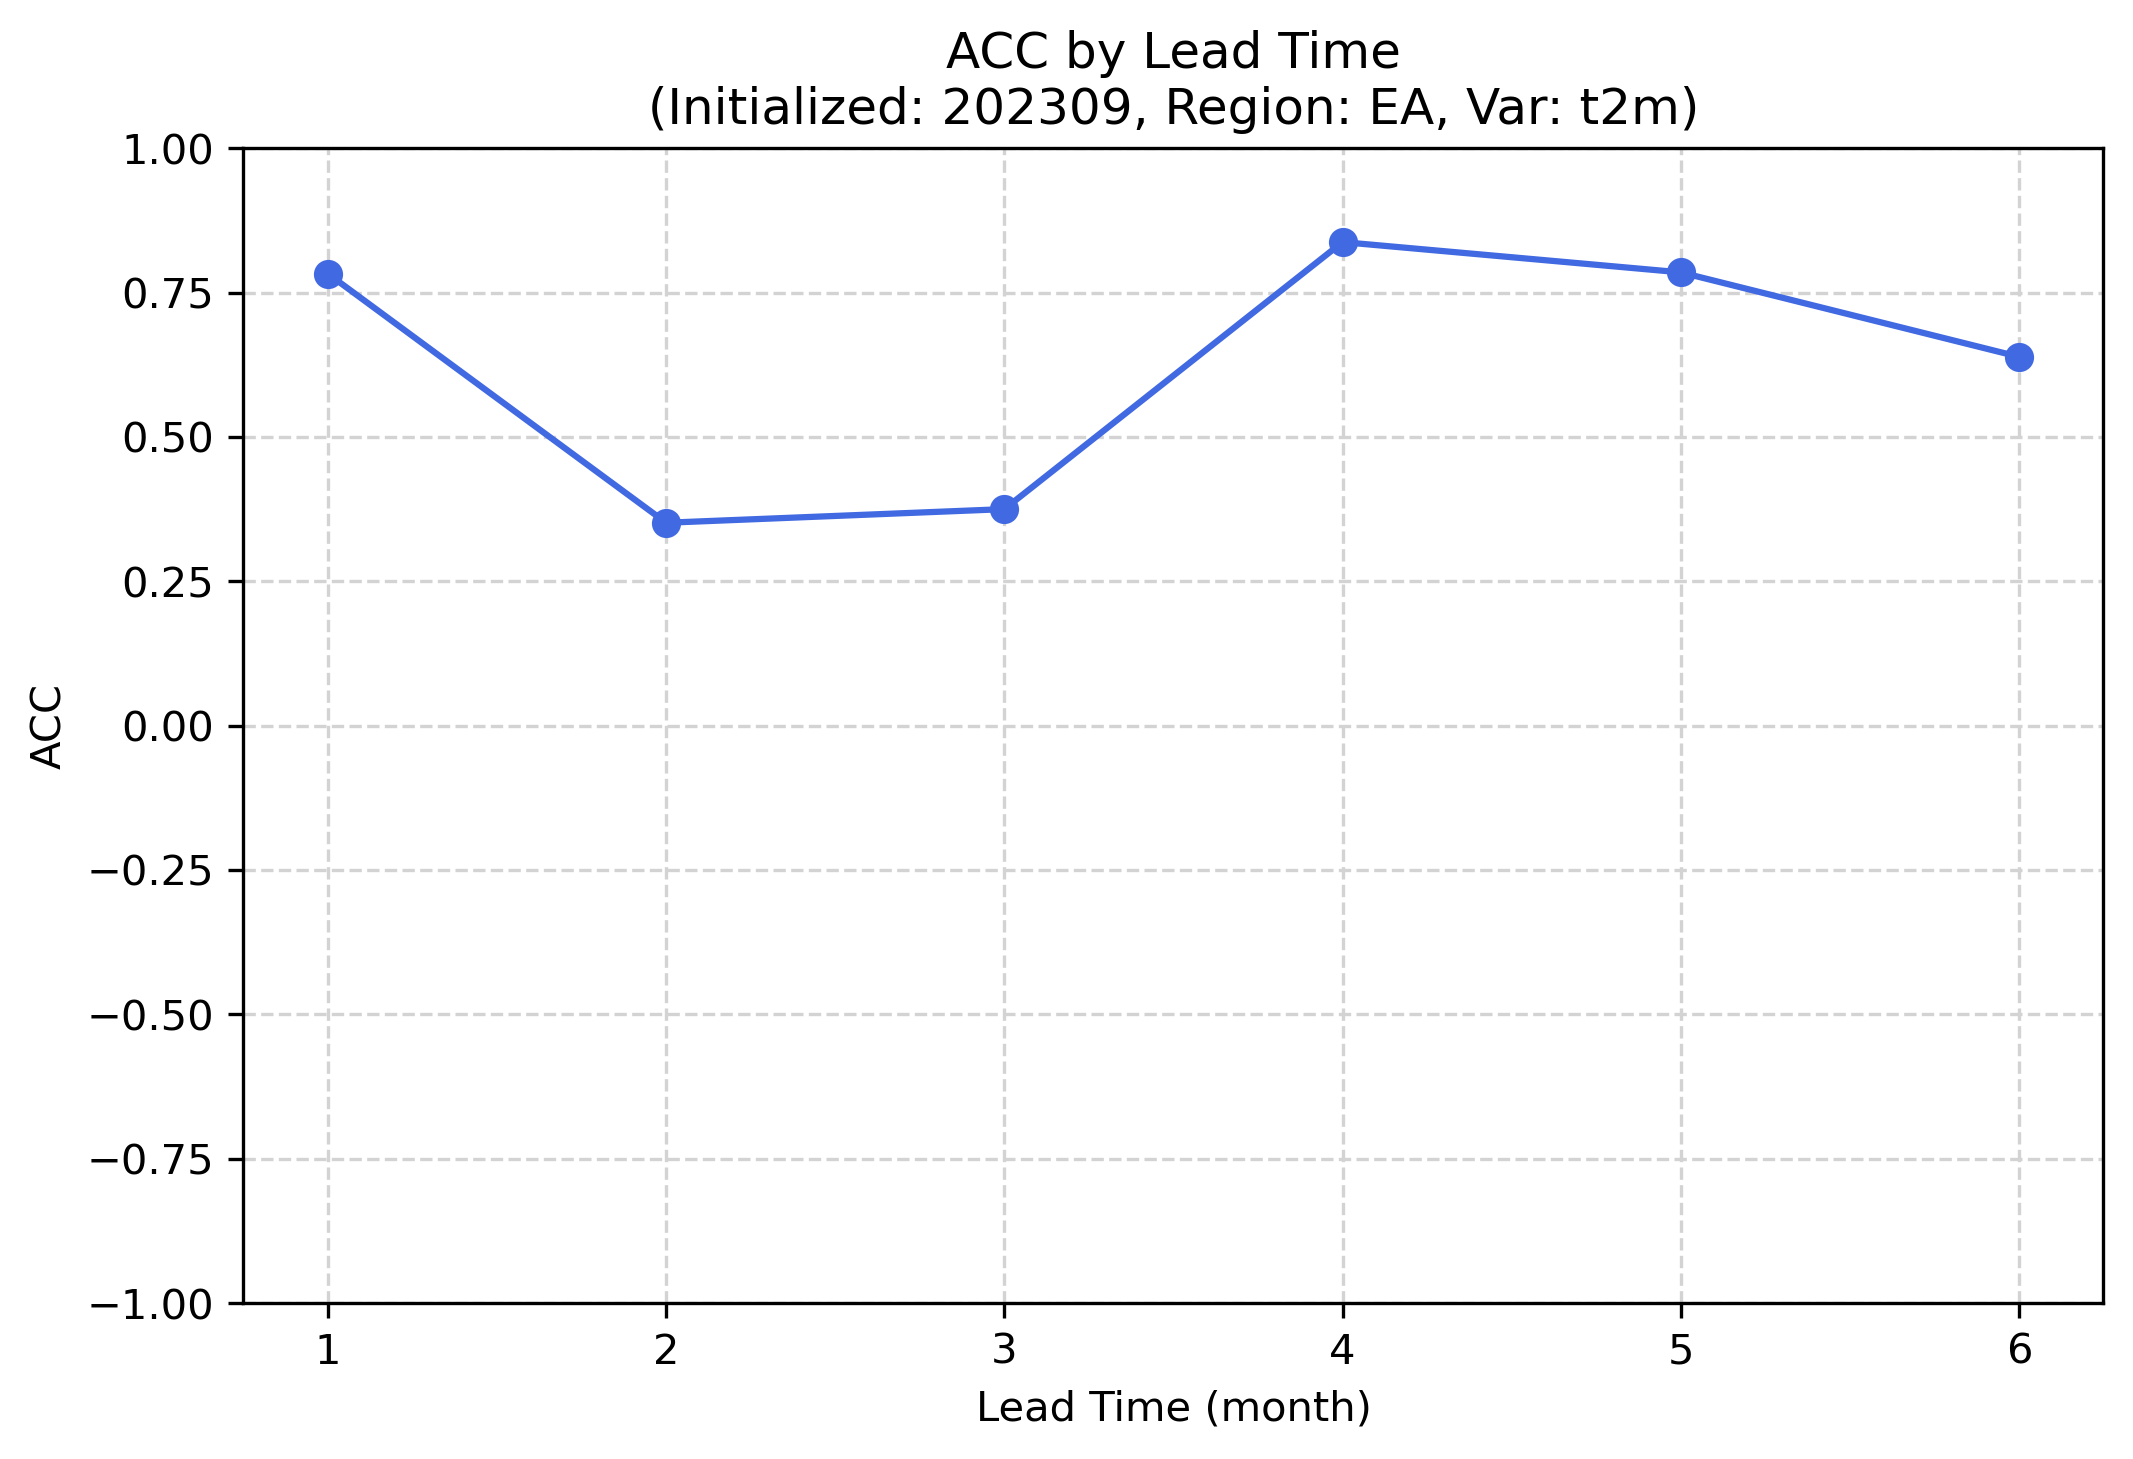 ACC by Lead Time
(Initialized: 202309, Region: EA, Var: t2m)
1.00
0.75
0.50
0.25
0.00
−0.25
−0.50
−0.75
−1.00
ACC
1 2 3 4 5 6
Lead Time (month)